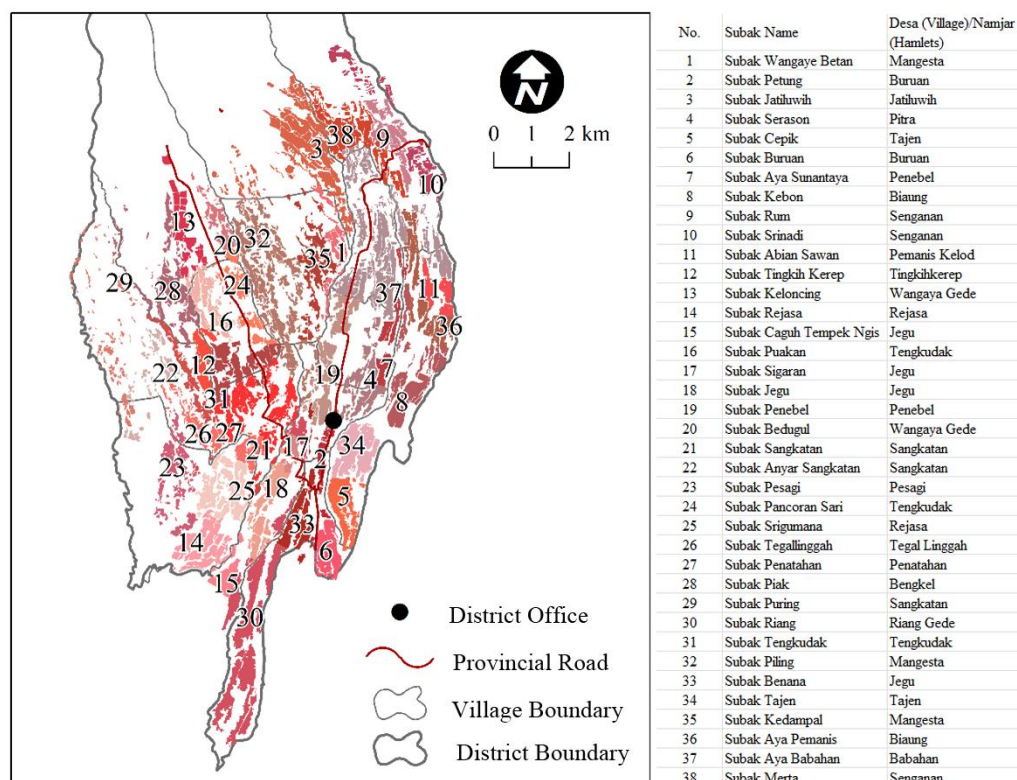 N
0 1 2 km
38
3
9
10
13
20
32
35
1
29
28
24
37
11
16
36
12
22
19
7
4
31
8
26
27
21
17
2
34
23
25
18
5
33
14
6
15
30
District Office
Provincial Road
Village Boundary
District Boundary
No. Subak Name Desa (Village)/Namjar (Hamlets)
1 Subak Wangaye Betan Mangesta
2 Subak Petung Buruan
3 Subak Jatiluwih Jatiluwih
4 Subak Serason Pitra
5 Subak Cepik Tajen
6 Subak Buruan Buruan
7 Subak Aya Sunantaya Penebel
8 Subak Kebon Biaung
9 Subak Rum Senganan
10 Subak Srinadi Senganan
11 Subak Abian Sawan Pemanis Kelod
12 Subak Tingkih Kerep Tingkihkerep
13 Subak Keloncing Wangaya Gede
14 Subak Rejasa Rejasa
15 Subak Caguh Tempek Ngis Jegu
16 Subak Puakan Tengkudak
17 Subak Sigaran Jegu
18 Subak Jegu Jegu
19 Subak Penebel Penebel
20 Subak Bedugul Wangaya Gede
21 Subak Sangkatan Sangkatan
22 Subak Anyar Sangkatan Sangkatan
23 Subak Pesagi Pesagi
24 Subak Pancoran Sari Tengkudak
25 Subak Srigumana Rejasa
26 Subak Tegallinggah Tegal Linggah
27 Subak Penatahan Penatahan
28 Subak Piak Bengkel
29 Subak Puring Sangkatan
30 Subak Riang Riang Gede
31 Subak Tengkudak Tengkudak
32 Subak Piling Mangesta
33 Subak Benana Jegu
34 Subak Tajen Tajen
35 Subak Kedampal Mangesta
36 Subak Aya Pemanis Biaung
37 Subak Aya Babahan Babahan
38 Subak Merta Senganan